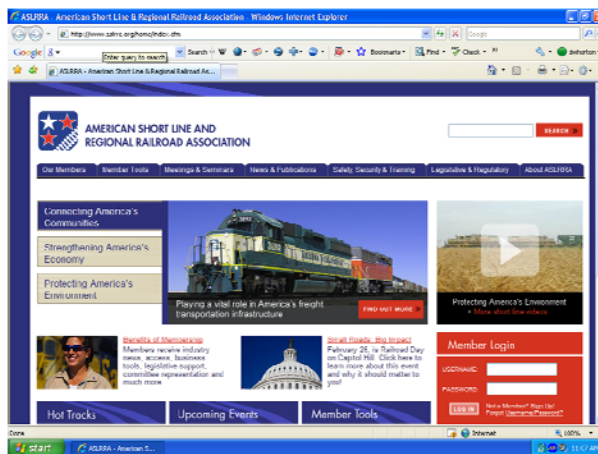 ASLRRA - American Short Line & Regional Railroad Association - Windows Internet Explorer
Google
Google
Enter query to search
Search
Bookmarks
Find
Check
ASLRRA - American Short Line & Regional Railroad As...
AMERICAN SHORT LINE AND
REGIONAL RAILROAD ASSOCIATION
SEARCH
Our Members
Member Tools
Meetings & Seminars
News & Publications
Safety, Security & Training
Legislative & Regulatory
About ASLRRA
Connecting America's
Communities
Strengthening America's
Economy
Protecting America's
Environment
Playing a vital role in America's freight
transportation infrastructure
FIND OUT MORE
Protecting America's Environment
» More short line videos
Benefits of Membership
Members receive industry
news, access, business
tools, legislative support,
committee representation and
much more
Small Roads, Big Impact
February 26, is Railroad Day
on Capitol Hill. Click here to
learn more about this event
and why it should matter to
you!
Member Login
USERNAME:
PASSWORD:
LOG IN
Not a Member? Sign Up!
Forgot Username/Password?
Hot Tracks
Upcoming Events
Member Tools
Done
Internet
100%
start
ASLRRA - American S...